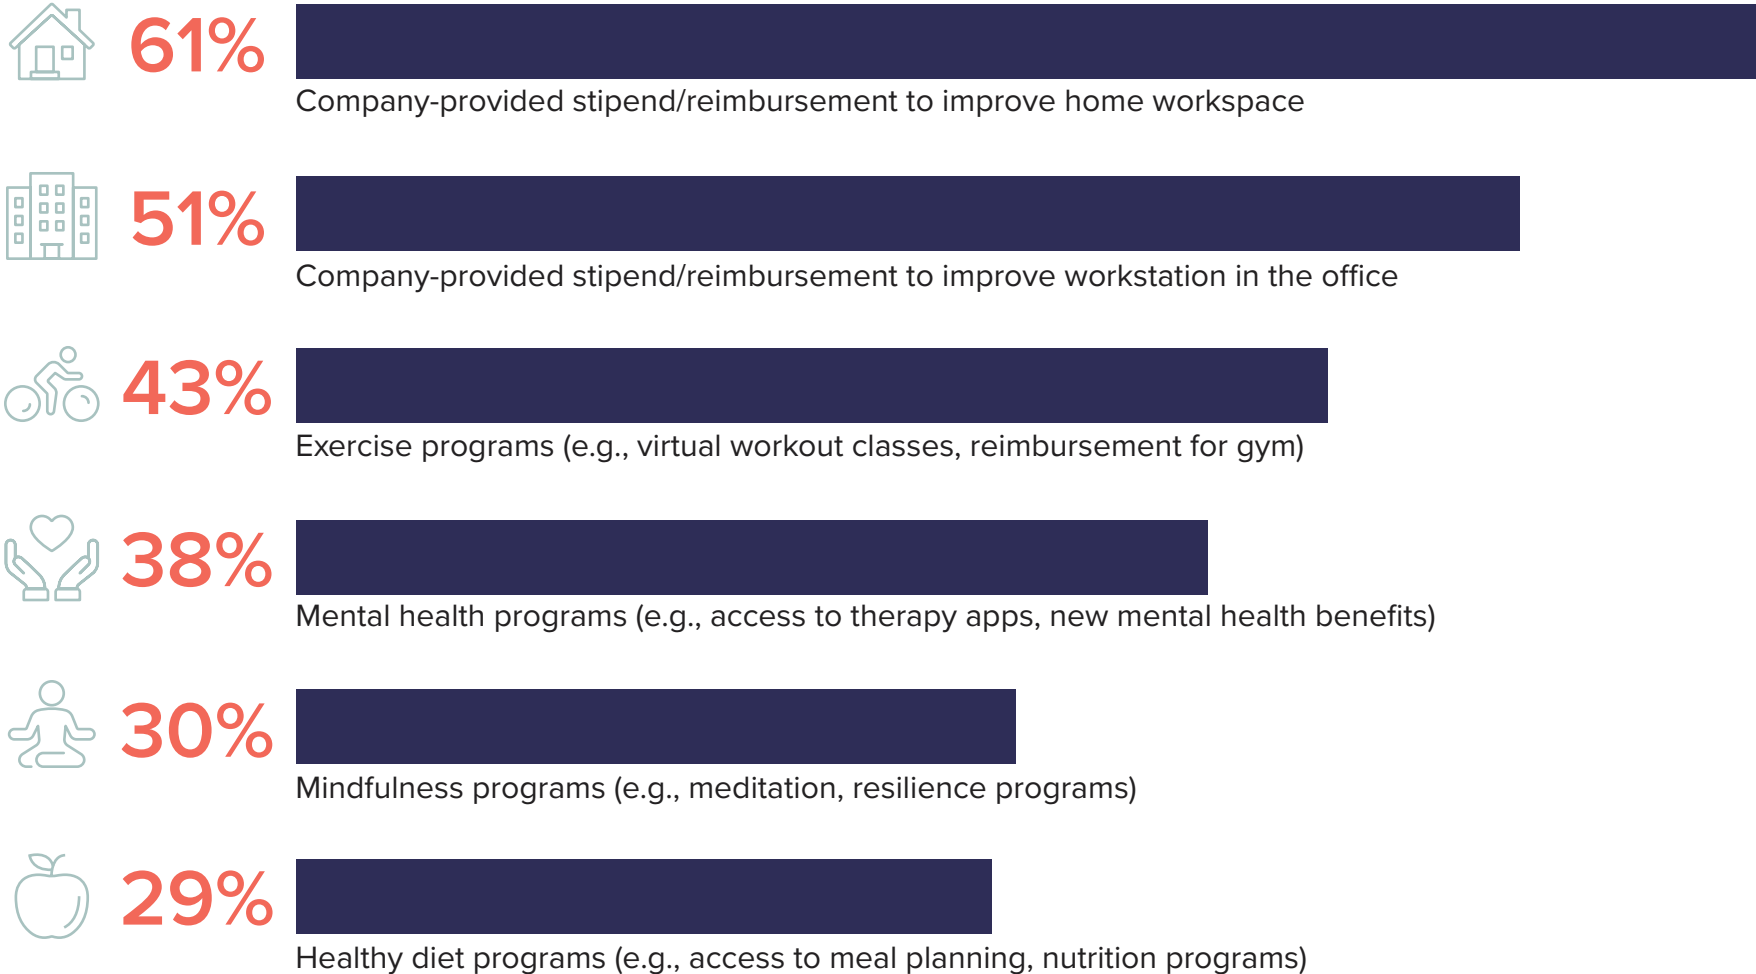 61%
Company-provided stipend/reimbursement to improve home workspace
51%
Company-provided stipend/reimbursement to improve workstation in the office
43%
Exercise programs (e.g., virtual workout classes, reimbursement for gym)
38%
Mental health programs (e.g., access to therapy apps, new mental health benefits)
30%
Mindfulness programs (e.g., meditation, resilience programs)
29%
Healthy diet programs (e.g., access to meal planning, nutrition programs)